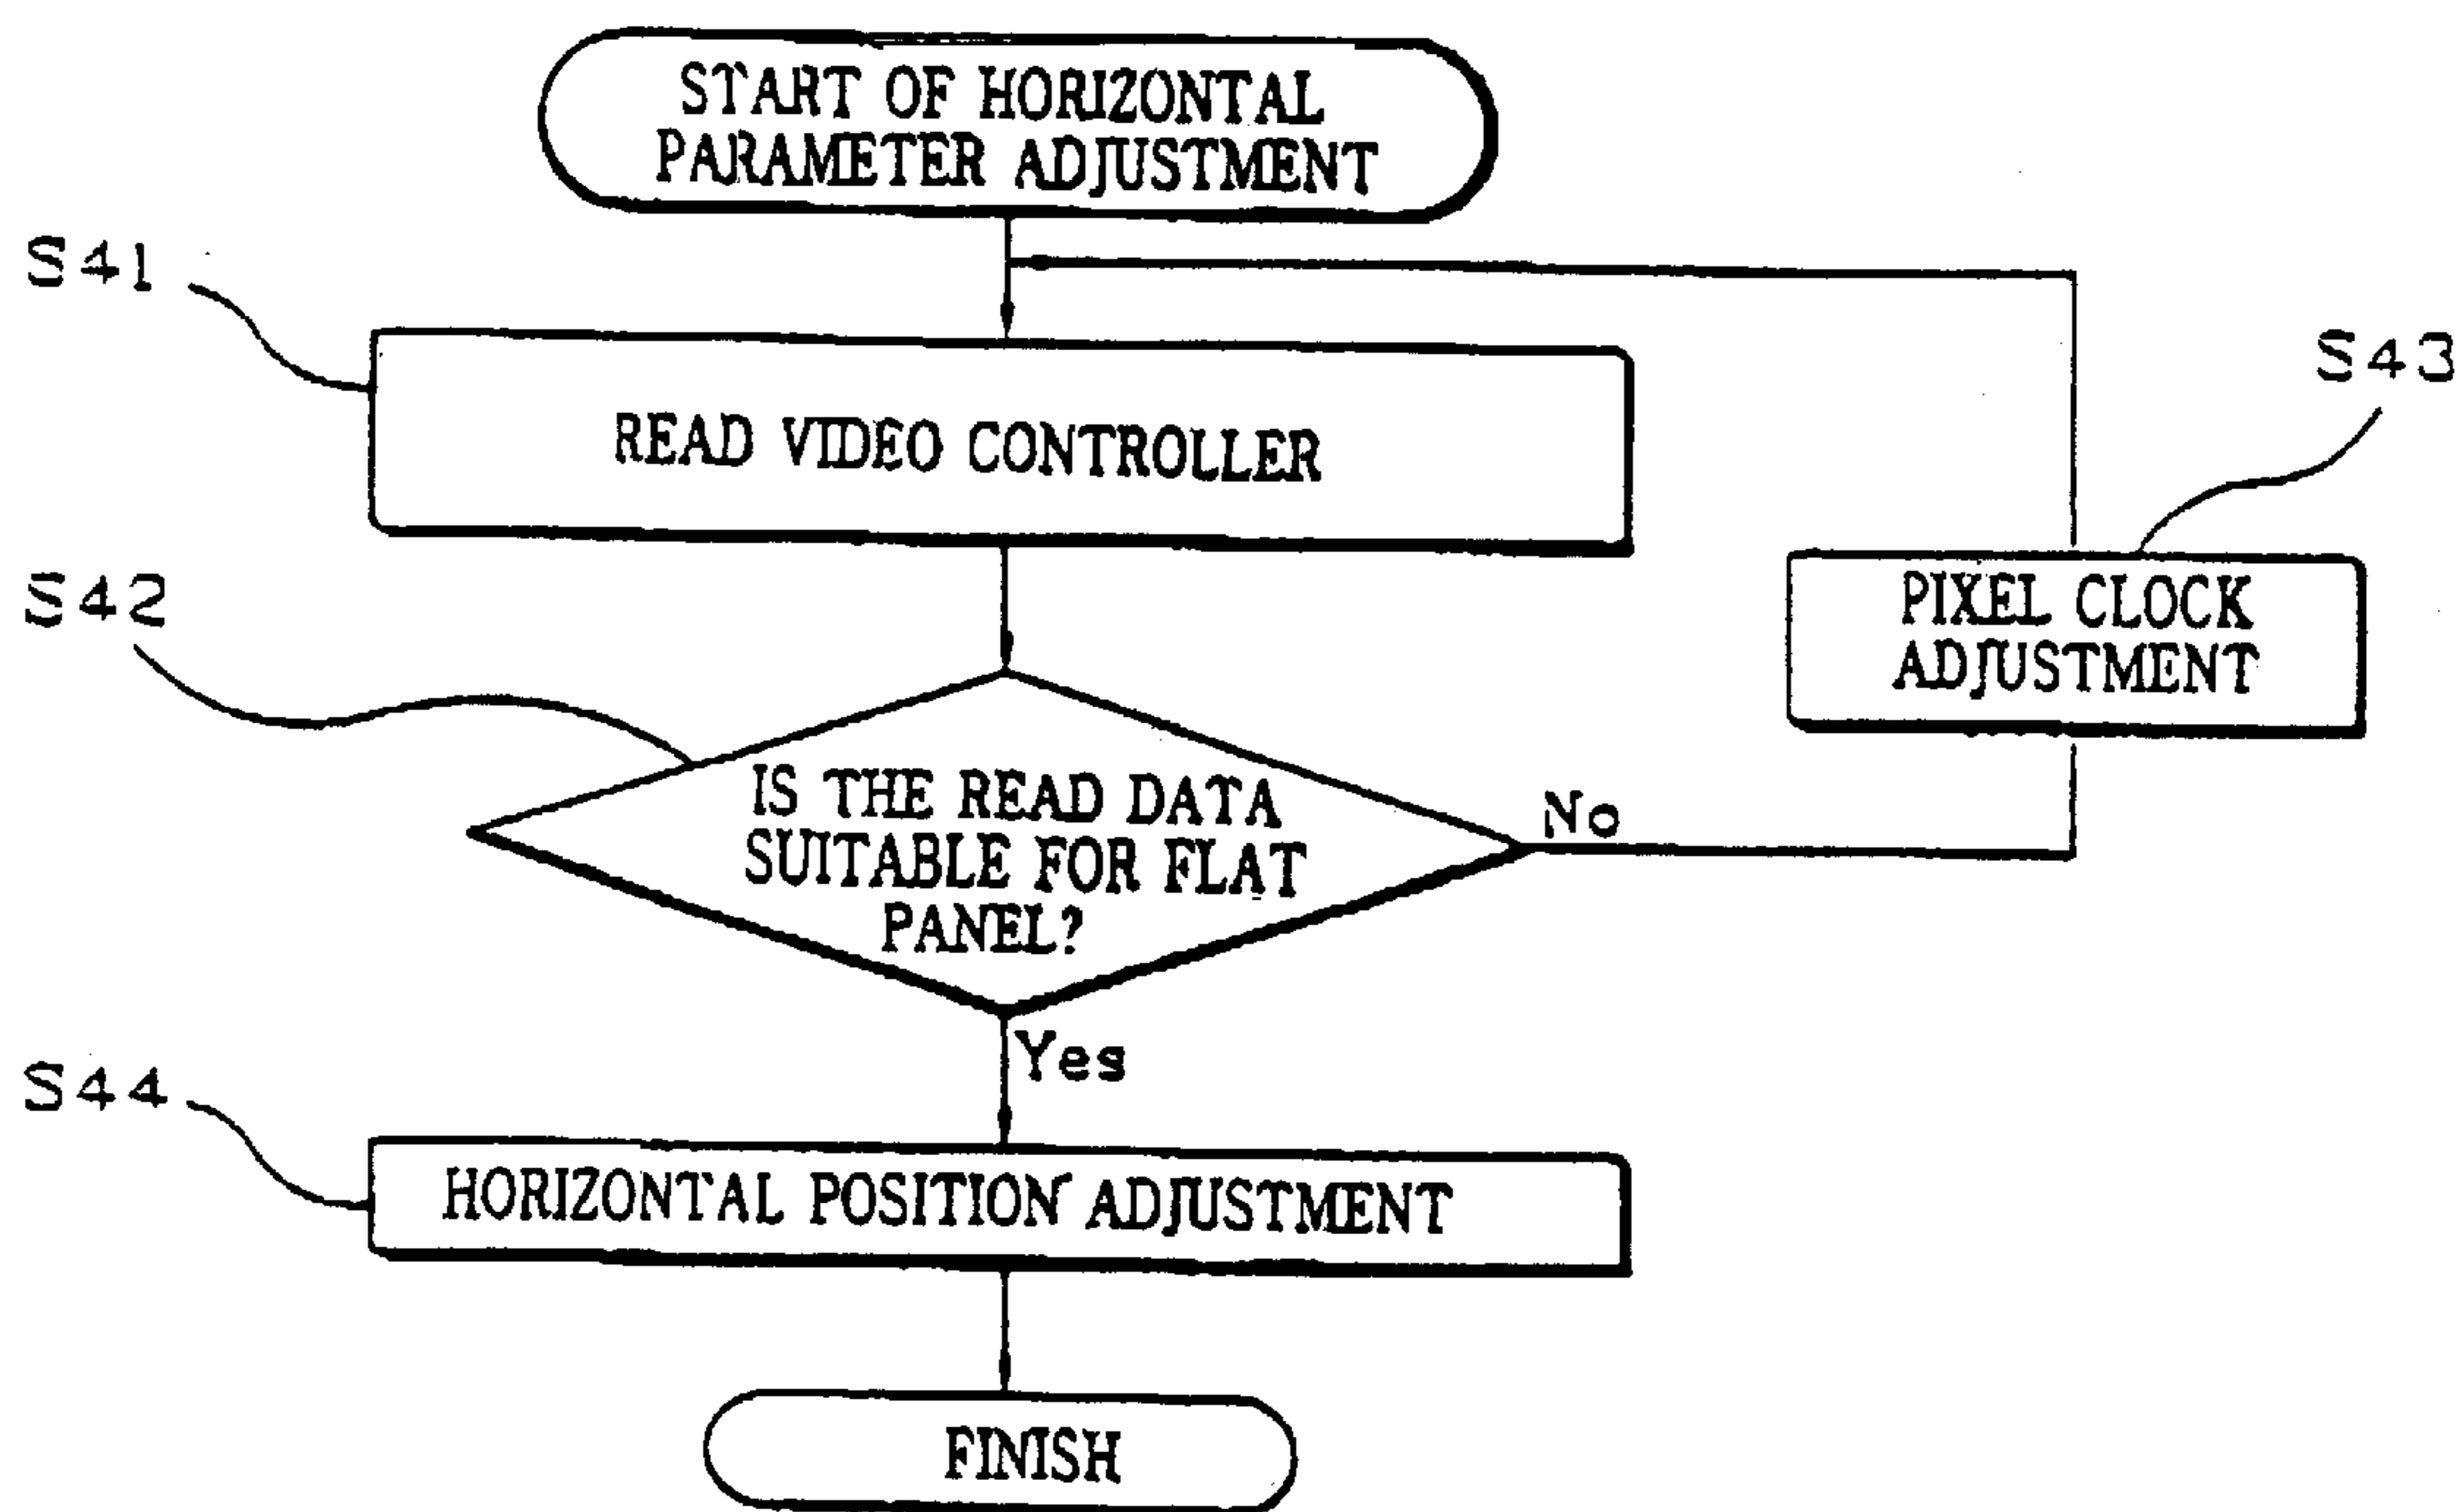 START OF HORIZONTAL
PARAMETER ADJUSTMENT
S41
S43
READ VIDEO CONTROLLER
S42
PIXEL CLOCK
ADJUSTMENT
IS THE READ DATA
SUITABLE FOR FLAT
PANEL?
No
Yes
S44
HORIZONTAL POSITION ADJUSTMENT
FINISH